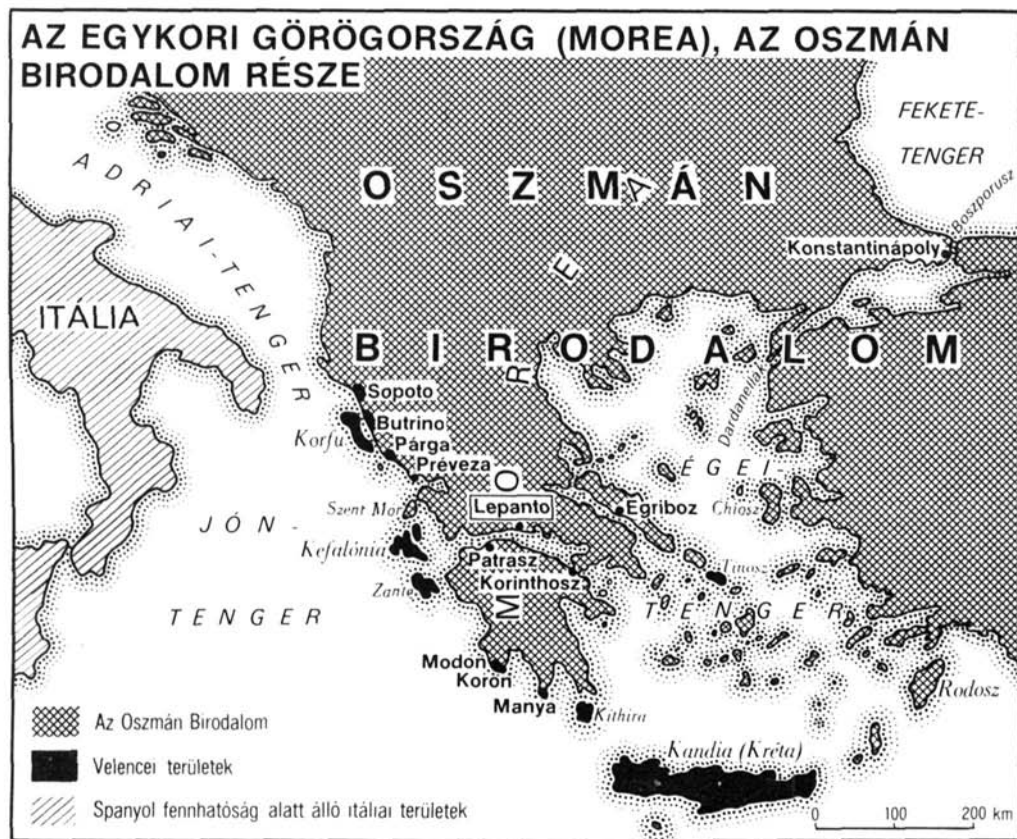 AZ EGYKORI GÖRÖGORSZÁG (MOREA), AZ OSZMÁN
BIRODALOM RÉSZE
FEKETE-
TENGER
ADRIAI-TENGER
OSZMÁN
Boszporusz
Konstantinápoly
ITÁLIA
BIRODALOM
MOREA
Sopoto
Dardanellák
Korfu
Butrino
Párga
Préveza
ÉGEI-
Szent Mór
Lepanto
Egriboz
Chiosz
JÓN-
Kefalónia
Patrasz
Tinosz
Zante
Korinthosz
TENGER
TENGER
Modon
Koron
Manya
Kithira
Rodosz
Kandia (Kréta)
Az Oszmán Birodalom
Velencei területek
Spanyol fennhatóság alatt álló itáliai területek
0 100 200 km